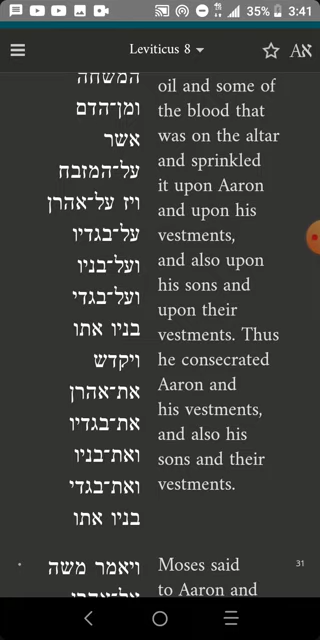 35% 3:41
Leviticus 8
Aא
המשחה
ומן־הדם
אשר
על־המזבח
ויז על־אהרן
על־בגדיו
ועל־בניו
ועל־בגדי
בניו אתו
ויקדש
את־אהרן
את־בגדיו
ואת־בניו
ואת־בגדי
בניו אתו
oil and some of
the blood that
was on the altar
and sprinkled
it upon Aaron
and upon his
vestments,
and also upon
his sons and
upon their
vestments. Thus
he consecrated
Aaron and
his vestments,
and also his
sons and their
vestments.
ויאמר משה
אל־אהרן
31
Moses said
to Aaron and